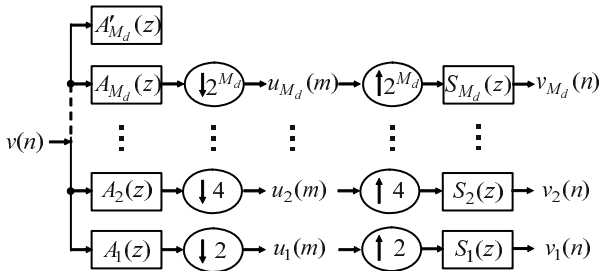 A′_{M_d}(z)
A_{M_d}(z) ↓2^{M_d} u_{M_d}(m) ↑2^{M_d} S_{M_d}(z) v_{M_d}(n)
v(n)
A_2(z) ↓4 u_2(m) ↑4 S_2(z) v_2(n)
A_1(z) ↓2 u_1(m) ↑2 S_1(z) v_1(n)